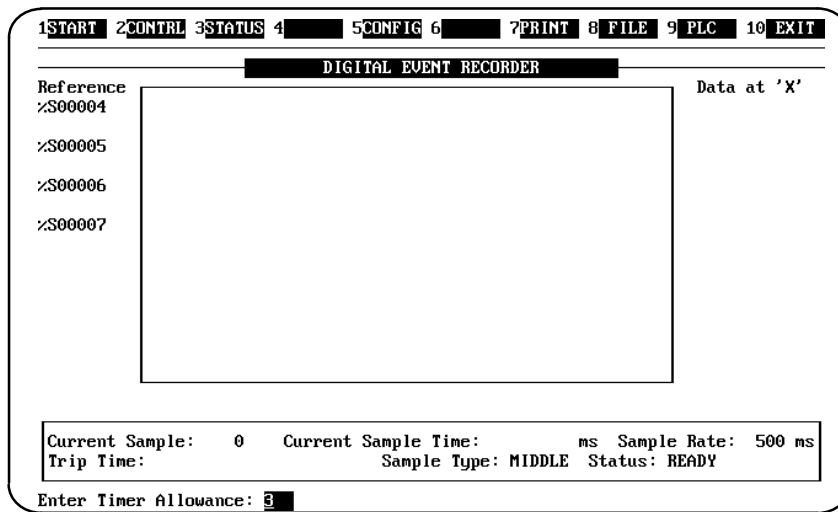 1START 2CONTRL 3STATUS 4 5CONFIG 6 7PRINT 8 FILE 9 PLC 10 EXIT
DIGITAL EVENT RECORDER
Reference Data at 'X'
%S00004
%S00005
%S00006
%S00007
Current Sample: 0 Current Sample Time: ms Sample Rate: 500 ms
Trip Time: Sample Type: MIDDLE Status: READY
Enter Timer Allowance: 3